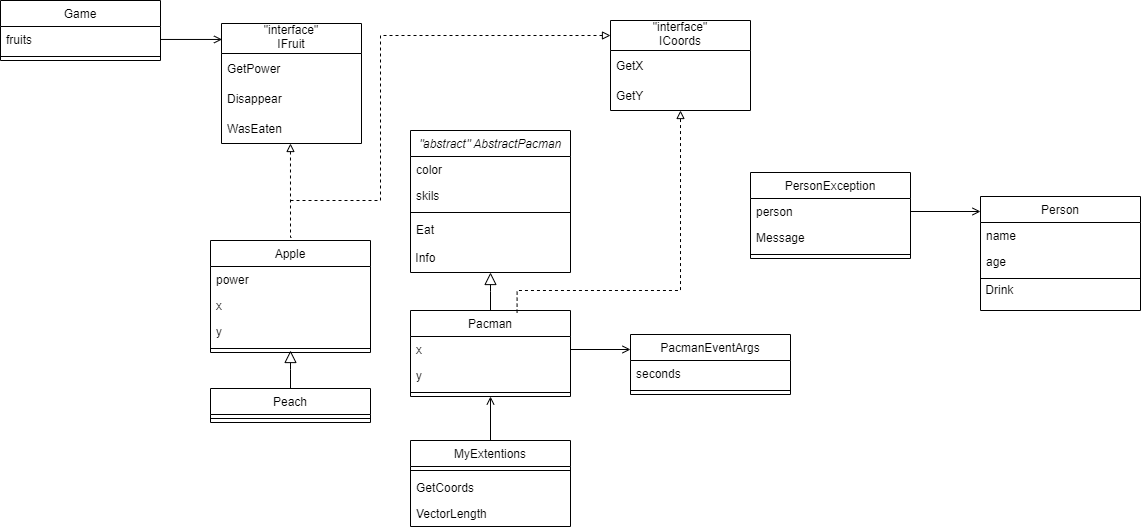 Game
fruits
"interface"
IFruit
GetPower
Disappear
WasEaten
"interface"
ICoords
GetX
GetY
"abstract" AbstractPacman
color
skils
Eat
Info
PersonException
person
Message
Person
name
age
Drink
Apple
power
x
y
Peach
Pacman
x
y
PacmanEventArgs
seconds
MyExtentions
GetCoords
VectorLength